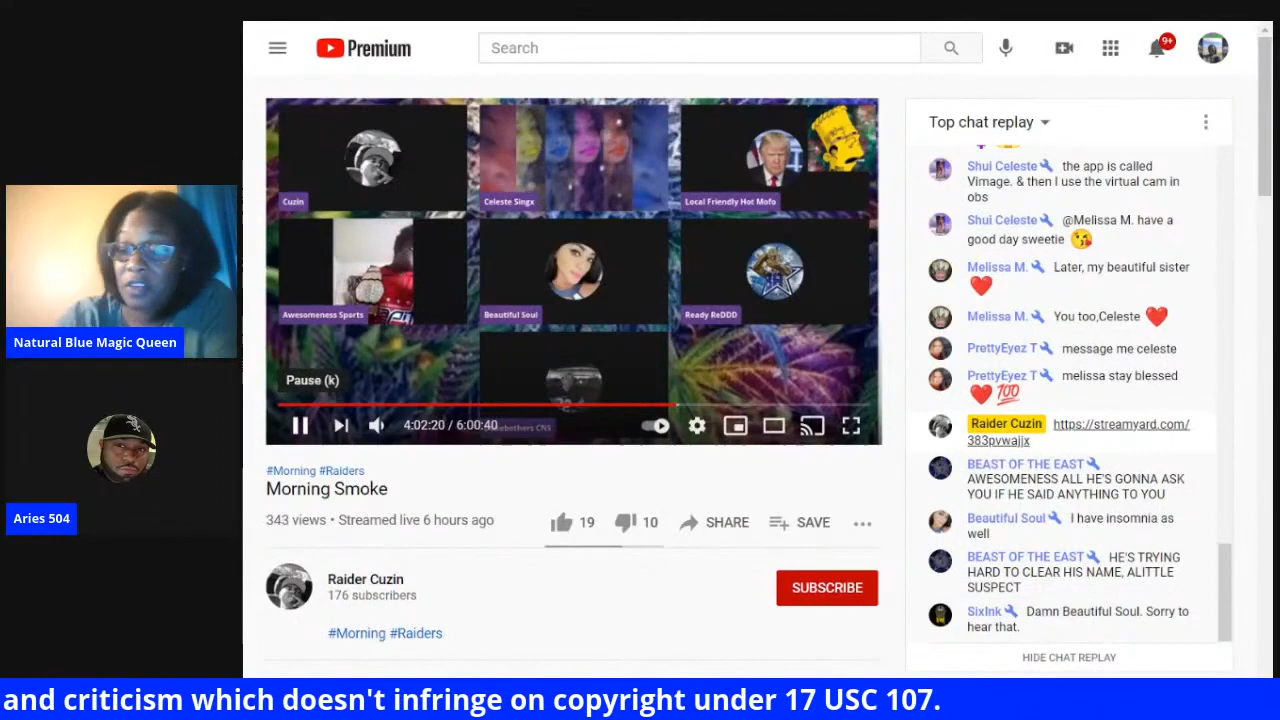 Premium
Search
9+
Cuzin
Celeste Singx
Local Friendly Hot Mofo
Awesomeness Sports
Beautiful Soul
Ready ReDDD
Pause (k)
4:02:20 / 6:00:40
#Morning #Raiders
Morning Smoke
343 views • Streamed live 6 hours ago
19
10
SHARE
SAVE
Raider Cuzin
176 subscribers
SUBSCRIBE
#Morning #Raiders
Top chat replay
Shui Celeste the app is called
Vimage. & then I use the virtual cam in
obs
Shui Celeste @Melissa M. have a
good day sweetie 😘
Melissa M. Later, my beautiful sister
❤️
Melissa M. You too,Celeste ❤️
PrettyEyez T message me celeste
PrettyEyez T melissa stay blessed
❤️💯
Raider Cuzin https://streamyard.com/
383pvwajjx
BEAST OF THE EAST
AWESOMENESS ALL HE'S GONNA ASK
YOU IF HE SAID ANYTHING TO YOU
Beautiful Soul I have insomnia as
well
BEAST OF THE EAST HE'S TRYING
HARD TO CLEAR HIS NAME, ALITTLE
SUSPECT
SixInk Damn Beautiful Soul. Sorry to
hear that.
HIDE CHAT REPLAY
Natural Blue Magic Queen
Aries 504
and criticism which doesn't infringe on copyright under 17 USC 107.